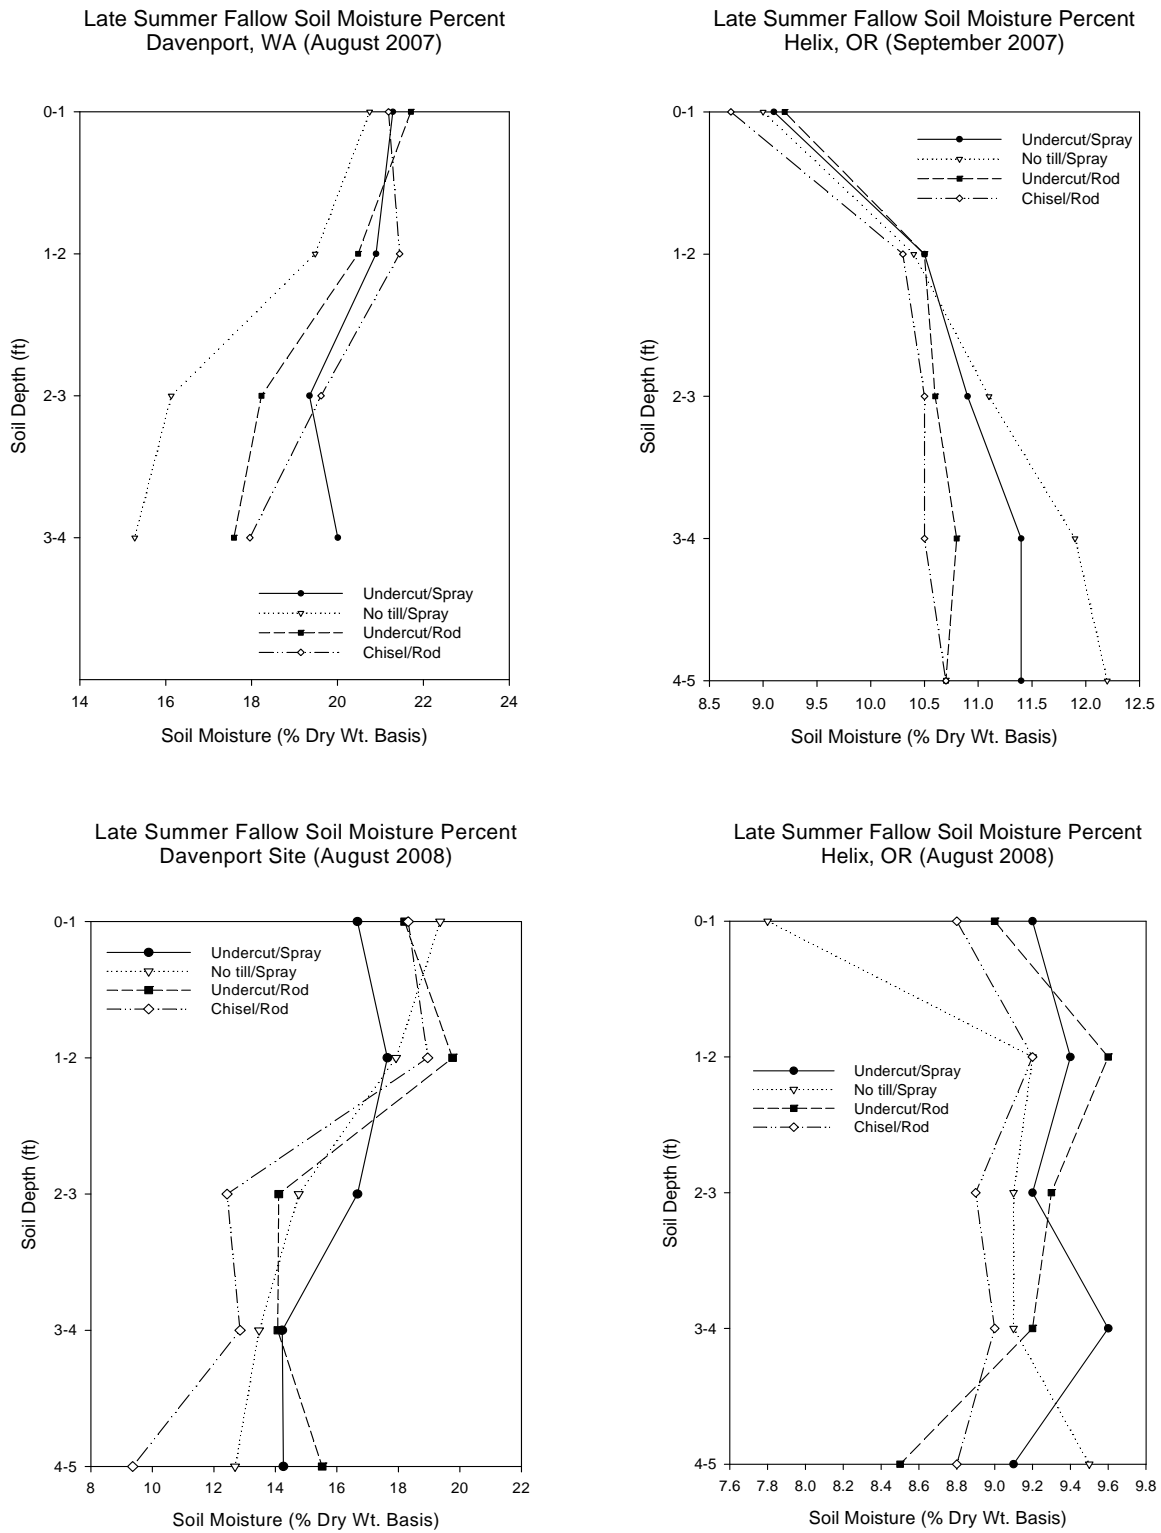 Late Summer Fallow Soil Moisture Percent
Davenport, WA (August 2007)
0-1
1-2
2-3
3-4
Soil Depth (ft)
Undercut/Spray
No till/Spray
Undercut/Rod
Chisel/Rod
14 16 18 20 22 24
Soil Moisture (% Dry Wt. Basis)
Late Summer Fallow Soil Moisture Percent
Helix, OR (September 2007)
0-1
1-2
2-3
3-4
4-5
Soil Depth (ft)
Undercut/Spray
No till/Spray
Undercut/Rod
Chisel/Rod
8.5 9.0 9.5 10.0 10.5 11.0 11.5 12.0 12.5
Soil Moisture (% Dry Wt. Basis)
Late Summer Fallow Soil Moisture Percent
Davenport Site (August 2008)
0-1
1-2
2-3
3-4
4-5
Soil Depth (ft)
Undercut/Spray
No till/Spray
Undercut/Rod
Chisel/Rod
8 10 12 14 16 18 20 22
Soil Moisture (% Dry Wt. Basis)
Late Summer Fallow Soil Moisture Percent
Helix, OR (August 2008)
0-1
1-2
2-3
3-4
4-5
Soil Depth (ft)
Undercut/Spray
No till/Spray
Undercut/Rod
Chisel/Rod
7.6 7.8 8.0 8.2 8.4 8.6 8.8 9.0 9.2 9.4 9.6 9.8
Soil Moisture (% Dry Wt. Basis)